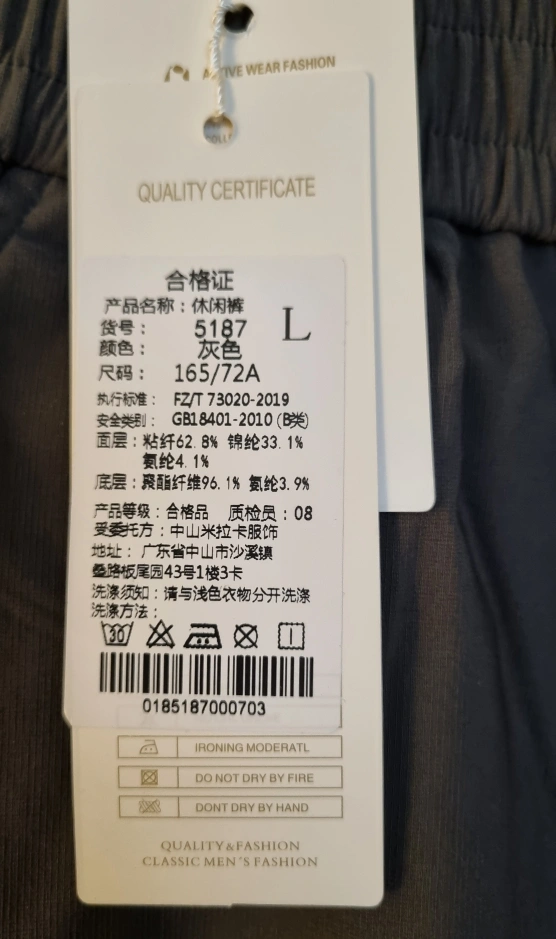 WEAR FASHION
QUALITY CERTIFICATE
合格证
产品名称：休闲裤
货号： 5187 L
颜色： 灰色
尺码： 165/72A
执行标准： FZ/T 73020-2019
安全类别： GB18401-2010（B类）
面层：粘纤62.8% 锦纶33.1%
氨纶4.1%
底层：聚酯纤维96.1% 氨纶3.9%
产品等级：合格品 质检员：08
受委托方：中山米拉卡服饰
地址： 广东省中山市沙溪镇
叠路板尾园43号1楼3卡
洗涤须知：请与浅色衣物分开洗涤
洗涤方法：
30
0185187000703
IRONING MODERATL
DO NOT DRY BY FIRE
DONT DRY BY HAND
QUALITY&FASHION
CLASSIC MEN'S FASHION